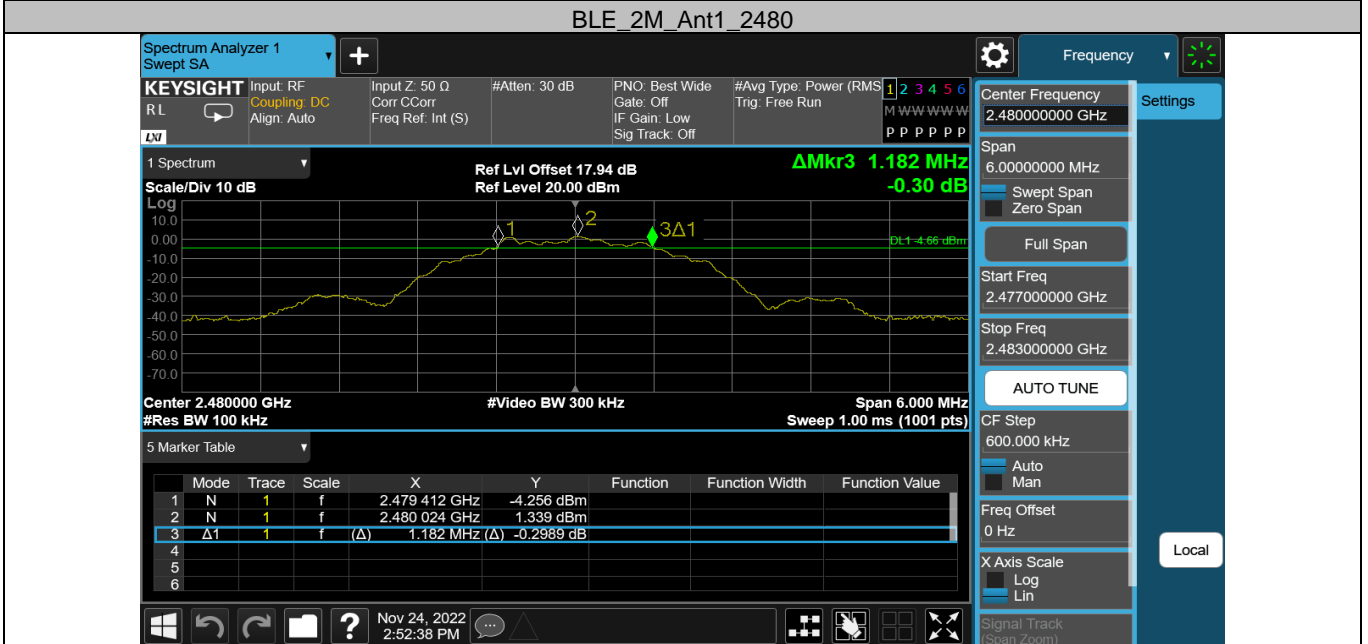 BLE_2M_Ant1_2480
Spectrum Analyzer 1
Swept SA
+
Frequency
KEYSIGHT
RL
LXI
Input: RF
Coupling: DC
Align: Auto
Input Z: 50 Ω
Corr CCorr
Freq Ref: Int (S)
#Atten: 30 dB
PNO: Best Wide
Gate: Off
IF Gain: Low
Sig Track: Off
#Avg Type: Power (RMS
Trig: Free Run
1 2 3 4 5 6
M W W W W W
P P P P P P
1 Spectrum
Scale/Div 10 dB
Ref Lvl Offset 17.94 dB
Ref Level 20.00 dBm
ΔMkr3 1.182 MHz
-0.30 dB
Log
10.0
0.00
-10.0
-20.0
-30.0
-40.0
-50.0
-60.0
-70.0
1
2
3Δ1
DL1 -4.66 dBm
Center 2.480000 GHz
#Video BW 300 kHz
Span 6.000 MHz
#Res BW 100 kHz
Sweep 1.00 ms (1001 pts)
5 Marker Table
Mode Trace Scale X Y Function Function Width Function Value
1 N 1 f 2.479 412 GHz -4.256 dBm
2 N 1 f 2.480 024 GHz 1.339 dBm
3 Δ1 1 f (Δ) 1.182 MHz (Δ) -0.2989 dB
4
5
6
?
Nov 24, 2022
2:52:38 PM
Center Frequency
2.480000000 GHz
Span
6.00000000 MHz
Swept Span
Zero Span
Full Span
Start Freq
2.477000000 GHz
Stop Freq
2.483000000 GHz
AUTO TUNE
CF Step
600.000 kHz
Auto
Man
Freq Offset
0 Hz
X Axis Scale
Log
Lin
Signal Track
(Span Zoom)
Settings
Local